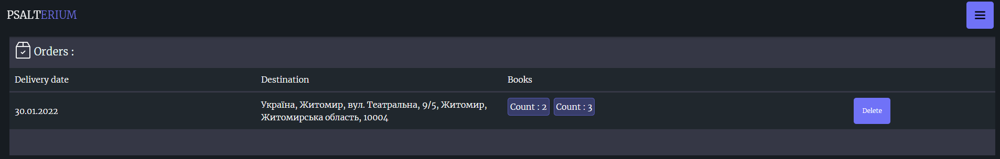 PSALTERIUM
Orders :
Delivery date Destination Books
30.01.2022
Україна, Житомир, вул. Театральна, 9/5, Житомир,
Житомирська область, 10004
Count : 2 Count : 3
Delete